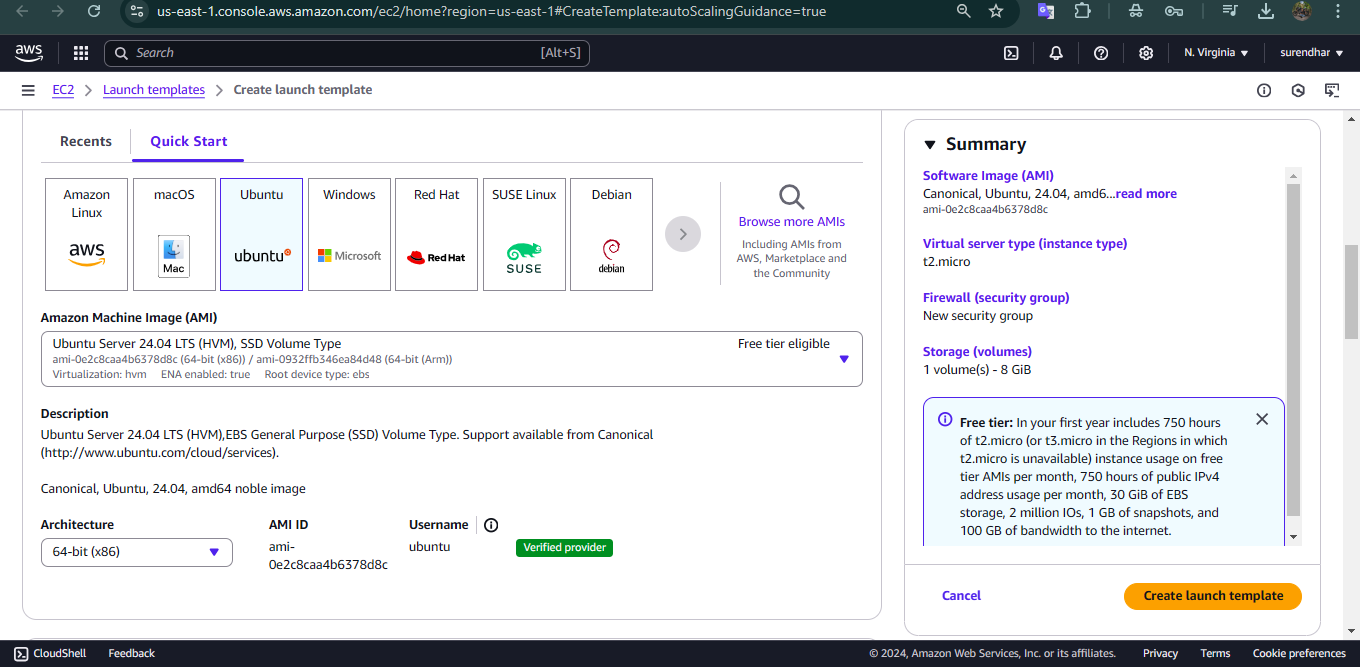 us-east-1.console.aws.amazon.com/ec2/home?region=us-east-1#CreateTemplate:autoScalingGuidance=true
aws
Search
[Alt+S]
N. Virginia
surendhar
EC2
Launch templates
Create launch template
Recents
Quick Start
Amazon
Linux
aws
macOS
Mac
Ubuntu
ubuntu
Windows
Microsoft
Red Hat
Red Hat
SUSE Linux
SUSE
Debian
debian
Browse more AMIs
Including AMIs from
AWS, Marketplace and
the Community
Amazon Machine Image (AMI)
Ubuntu Server 24.04 LTS (HVM), SSD Volume Type
Free tier eligible
ami-0e2c8caa4b6378d8c (64-bit (x86)) / ami-0932ffb346ea84d48 (64-bit (Arm))
Virtualization: hvm ENA enabled: true Root device type: ebs
Description
Ubuntu Server 24.04 LTS (HVM),EBS General Purpose (SSD) Volume Type. Support available from Canonical
(http://www.ubuntu.com/cloud/services).
Canonical, Ubuntu, 24.04, amd64 noble image
Architecture
64-bit (x86)
AMI ID
ami-
0e2c8caa4b6378d8c
Username
ubuntu
Verified provider
Summary
Software Image (AMI)
Canonical, Ubuntu, 24.04, amd6...read more
ami-0e2c8caa4b6378d8c
Virtual server type (instance type)
t2.micro
Firewall (security group)
New security group
Storage (volumes)
1 volume(s) - 8 GiB
Free tier: In your first year includes 750 hours
of t2.micro (or t3.micro in the Regions in which
t2.micro is unavailable) instance usage on free
tier AMIs per month, 750 hours of public IPv4
address usage per month, 30 GiB of EBS
storage, 2 million IOs, 1 GB of snapshots, and
100 GB of bandwidth to the internet.
Cancel
Create launch template
CloudShell
Feedback
© 2024, Amazon Web Services, Inc. or its affiliates.
Privacy
Terms
Cookie preferences